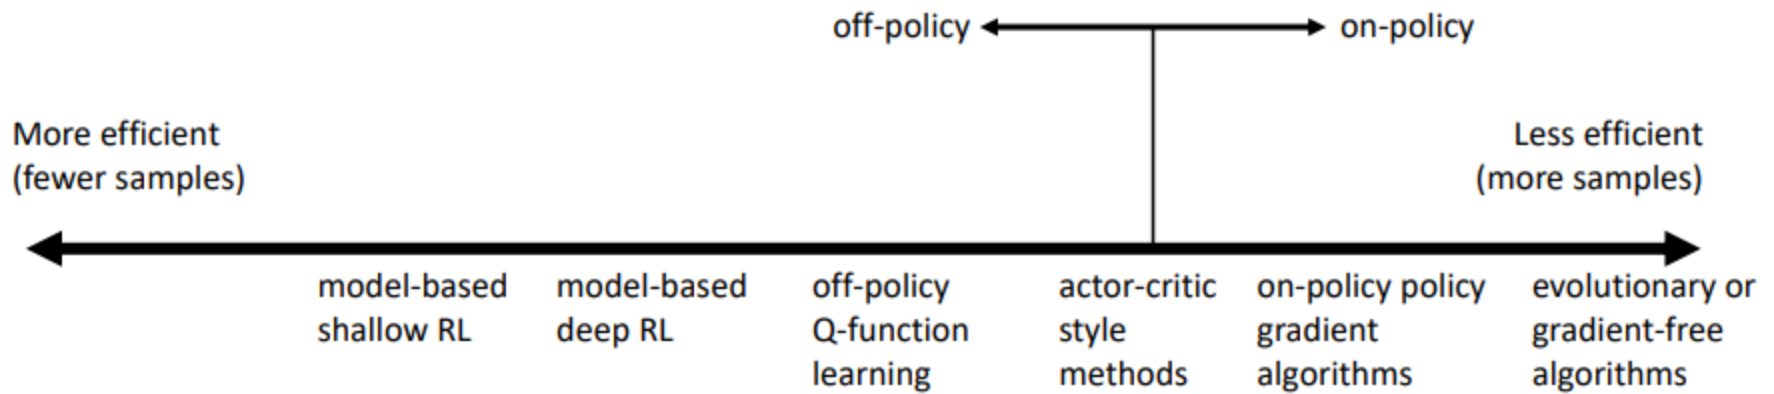 off-policy
on-policy
More efficient
(fewer samples)
Less efficient
(more samples)
model-based
shallow RL
model-based
deep RL
off-policy
Q-function
learning
actor-critic
style
methods
on-policy policy
gradient
algorithms
evolutionary or
gradient-free
algorithms